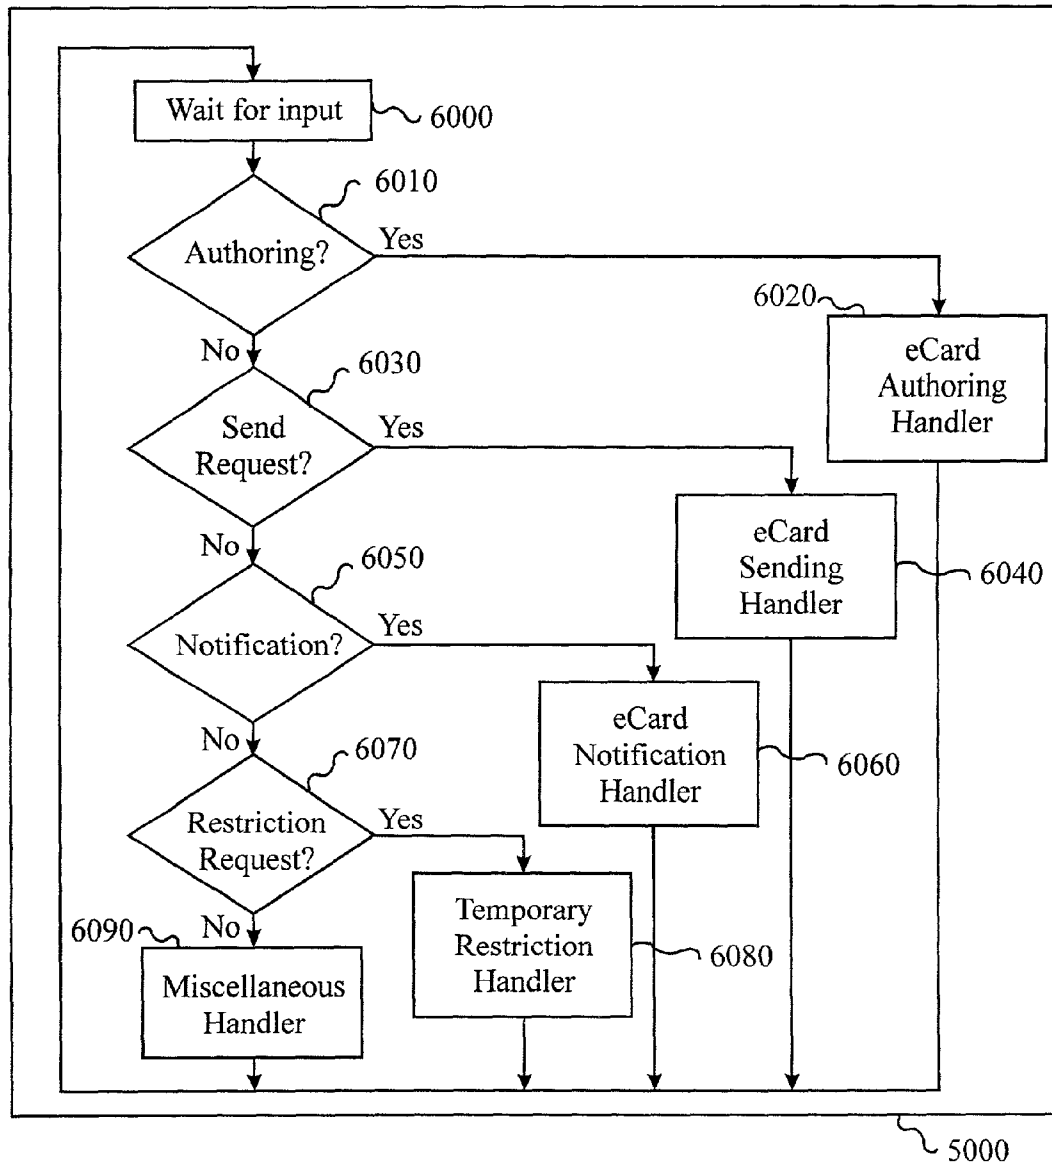 Wait for input
6000
6010
Authoring?
Yes
6020
eCard
Authoring
Handler
No
6030
Send
Request?
Yes
eCard
Sending
Handler
6040
No
6050
Notification?
Yes
eCard
Notification
Handler
6060
No
6070
Restriction
Request?
Yes
Temporary
Restriction
Handler
6080
No
6090
Miscellaneous
Handler
5000